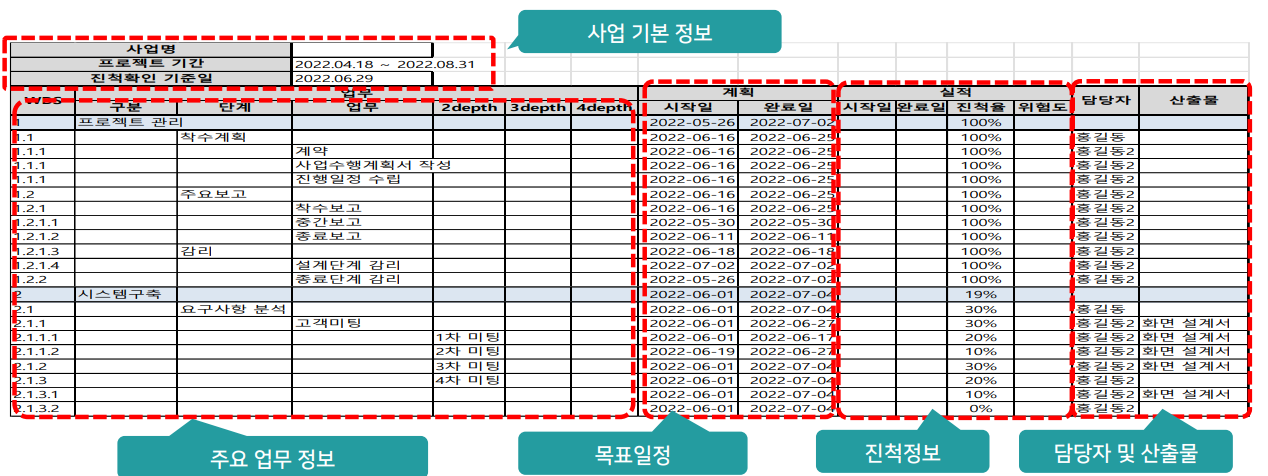 사업 기본 정보
사업명
프로젝트 기간 2022.04.18 ~ 2022.08.31
진척확인 기준일 2022.06.29
WBS 업무 계획 실적 담당자 산출물
구분 단계 업무 2depth 3depth 4depth 시작일 완료일 시작일 완료일 진척율 위험도
1 프로젝트 관리 2022-05-26 2022-07-02 100%
1.1 착수계획 2022-06-16 2022-06-25 100% 홍길동
1.1.1 계약 2022-06-16 2022-06-25 100% 홍길동2
1.1.1 사업수행계획서 작성 2022-06-16 2022-06-25 100% 홍길동2
1.1.1 진행일정 수립 2022-06-16 2022-06-25 100% 홍길동2
1.2 주요보고 2022-06-16 2022-06-25 100% 홍길동2
1.2.1 착수보고 2022-06-16 2022-06-25 100% 홍길동2
1.2.1.1 중간보고 2022-05-30 2022-05-30 100% 홍길동2
1.2.1.2 종료보고 2022-06-11 2022-06-11 100% 홍길동2
1.2.1.3 감리 2022-06-18 2022-06-18 100% 홍길동2
1.2.1.4 설계단계 감리 2022-07-02 2022-07-02 100% 홍길동2
1.2.2 종료단계 감리 2022-05-26 2022-07-02 100% 홍길동2
2 시스템구축 2022-06-01 2022-07-04 19%
2.1 요구사항 분석 2022-06-01 2022-07-04 30% 홍길동
2.1.1 고객미팅 2022-06-01 2022-06-27 30% 홍길동2 화면 설계서
2.1.1.1 1차 미팅 2022-06-01 2022-06-17 20% 홍길동2 화면 설계서
2.1.1.2 2차 미팅 2022-06-19 2022-06-27 10% 홍길동2 화면 설계서
2.1.2 3차 미팅 2022-06-01 2022-07-04 30% 홍길동2 화면 설계서
2.1.3 4차 미팅 2022-06-01 2022-07-04 20% 홍길동2
2.1.3.1 2022-06-01 2022-07-04 10% 홍길동2 화면 설계서
2.1.3.2 2022-06-01 2022-07-04 0% 홍길동2
주요 업무 정보
목표일정
진척정보
담당자 및 산출물